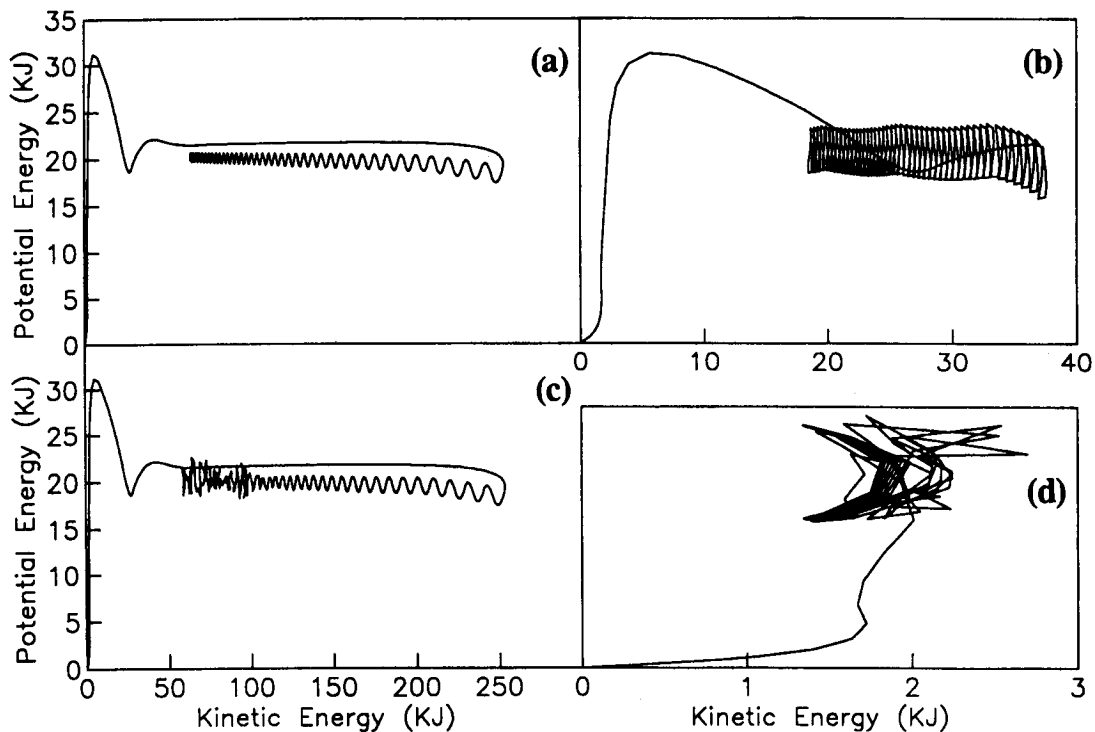 35
30
25
20
15
10
5
0
Potential Energy (KJ)
(a)
(b)
0 10 20 30 40
30
25
20
15
10
5
0
Potential Energy (KJ)
(c)
(d)
0 50 100 150 200 250
Kinetic Energy (KJ)
0 1 2 3
Kinetic Energy (KJ)